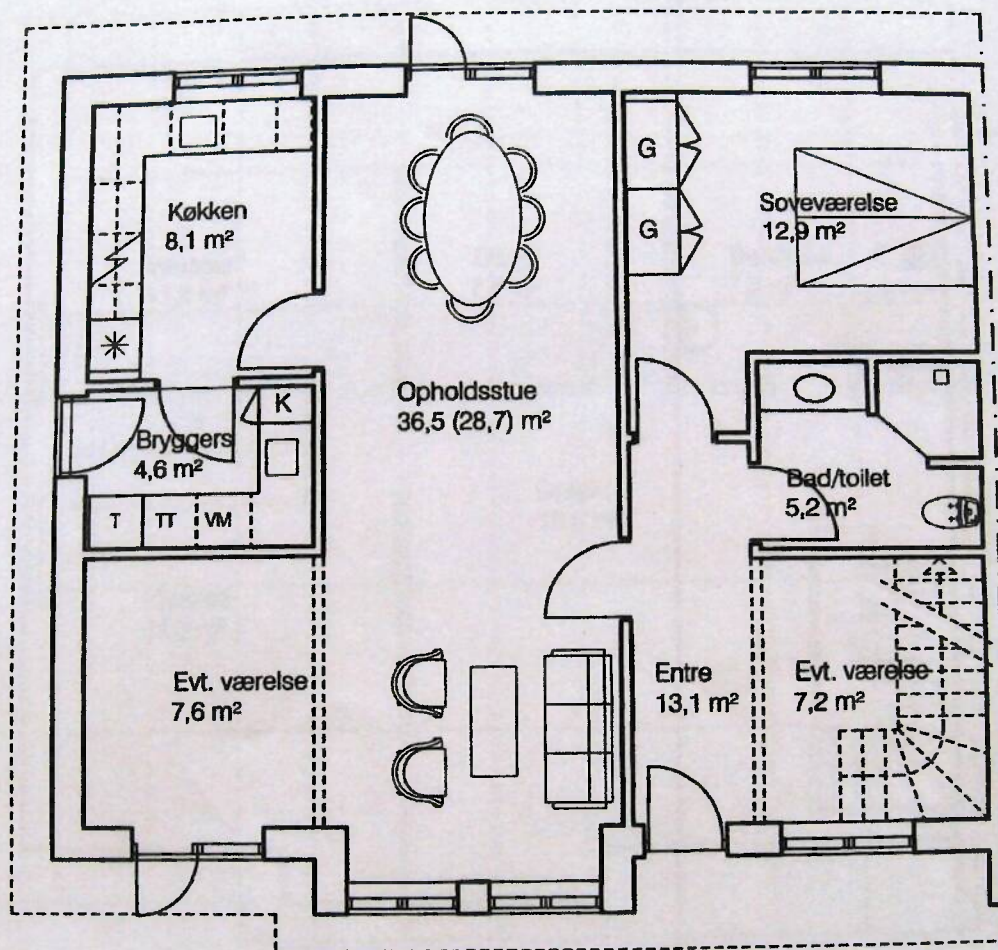 Køkken
8,1 m²
G
G
Soveværelse
12,9 m²
Opholdsstue
36,5 (28,7) m²
K
Bryggers
4,6 m²
T
TT
VM
Bad/toilet
5,2 m²
Evt. værelse
7,6 m²
Entre
13,1 m²
Evt. værelse
7,2 m²